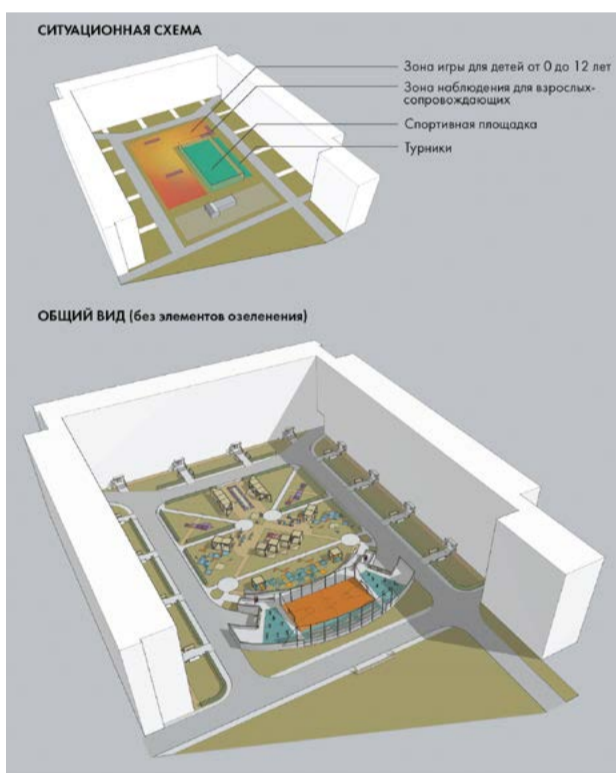 СИТУАЦИОННАЯ СХЕМА
Зона игры для детей от 0 до 12 лет
Зона наблюдения для взрослых-
сопровождающих
Спортивная площадка
Турники
ОБЩИЙ ВИД (без элементов озеленения)